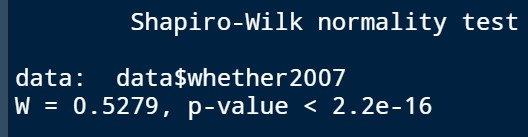 Shapiro-Wilk normality test
data:  data$whether2007
W = 0.5279, p-value < 2.2e-16